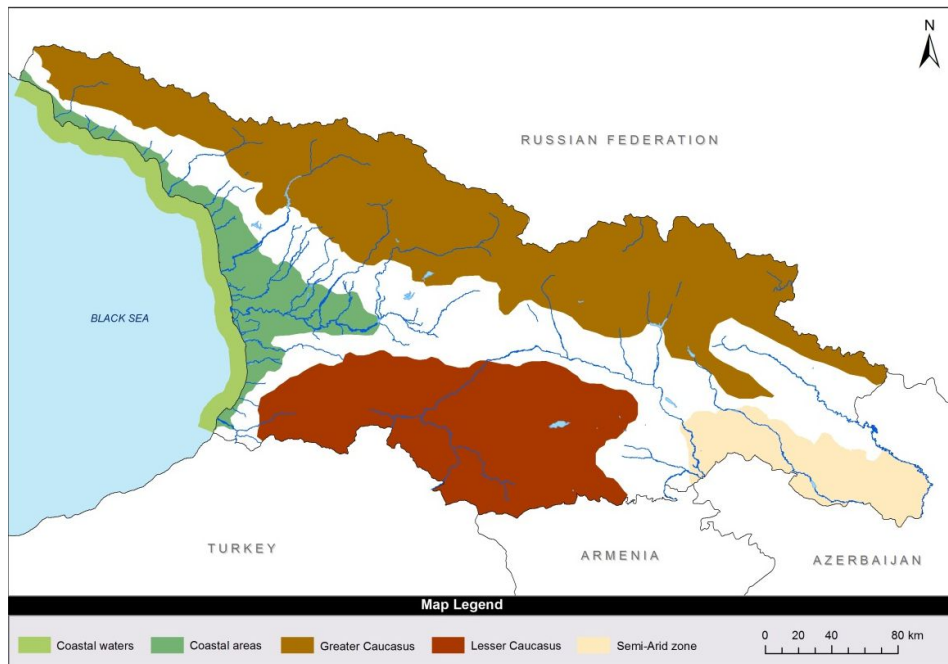 N
RUSSIAN FEDERATION
BLACK SEA
TURKEY
ARMENIA
AZERBAIJAN
Map Legend
Coastal waters
Coastal areas
Greater Caucasus
Lesser Caucasus
Semi-Arid zone
0 20 40 80 km